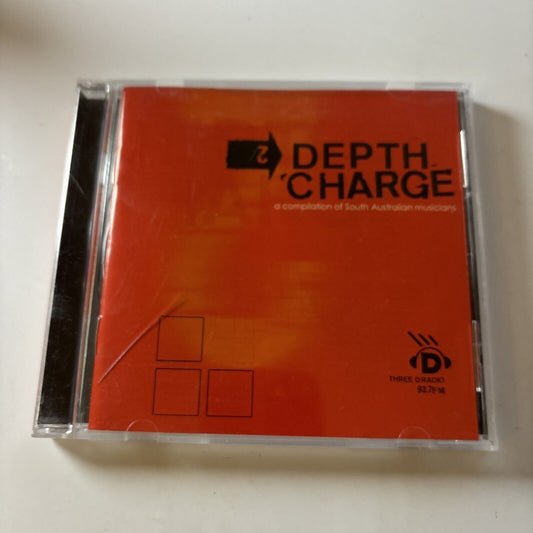 2
DEPTH
CHARGE
a compilation of South Australian musicians
D
THREE D RADIO
93.7FM